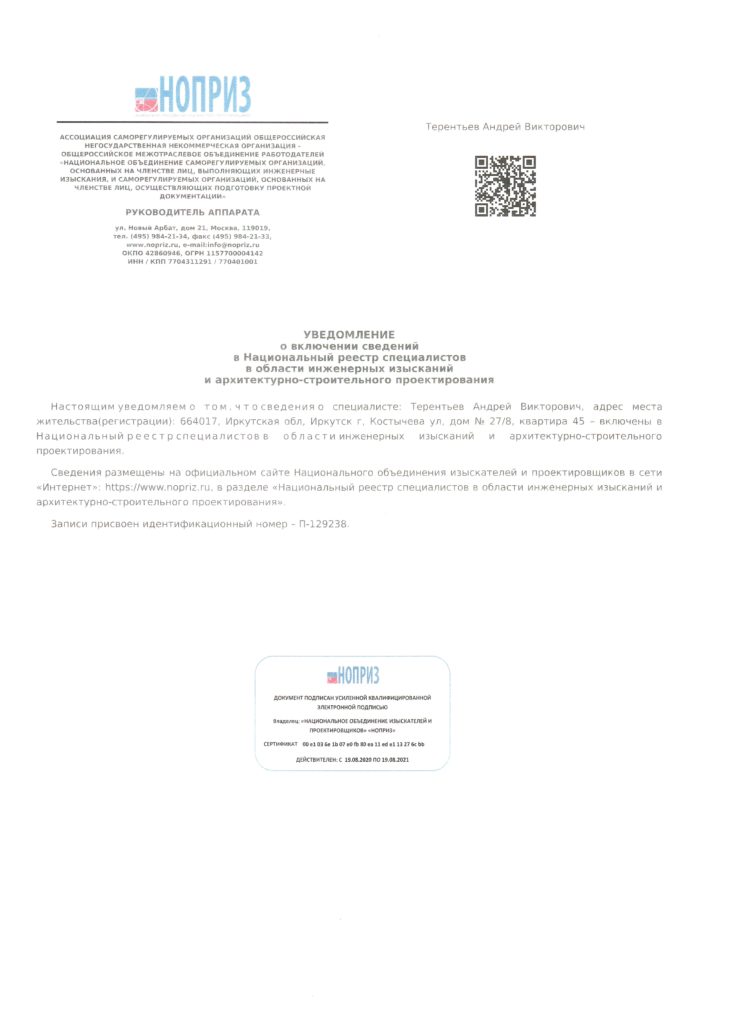 НОПРИЗ
АССОЦИАЦИЯ САМОРЕГУЛИРУЕМЫХ ОРГАНИЗАЦИЙ ОБЩЕРОССИЙСКАЯ
НЕГОСУДАРСТВЕННАЯ НЕКОММЕРЧЕСКАЯ ОРГАНИЗАЦИЯ –
ОБЩЕРОССИЙСКОЕ МЕЖОТРАСЛЕВОЕ ОБЪЕДИНЕНИЕ РАБОТОДАТЕЛЕЙ
«НАЦИОНАЛЬНОЕ ОБЪЕДИНЕНИЕ САМОРЕГУЛИРУЕМЫХ ОРГАНИЗАЦИЙ,
ОСНОВАННЫХ НА ЧЛЕНСТВЕ ЛИЦ, ВЫПОЛНЯЮЩИХ ИНЖЕНЕРНЫЕ
ИЗЫСКАНИЯ, И САМОРЕГУЛИРУЕМЫХ ОРГАНИЗАЦИЙ, ОСНОВАННЫХ НА
ЧЛЕНСТВЕ ЛИЦ, ОСУЩЕСТВЛЯЮЩИХ ПОДГОТОВКУ ПРОЕКТНОЙ
ДОКУМЕНТАЦИИ»
РУКОВОДИТЕЛЬ АППАРАТА
ул. Новый Арбат, дом 21, Москва, 119019,
тел. (495) 984-21-34, факс (495) 984-21-33,
www.nopriz.ru, e-mail:info@nopriz.ru
ОКПО 42860946, ОГРН 1157700004142
ИНН / КПП 7704311291 / 770401001
Терентьев Андрей Викторович
УВЕДОМЛЕНИЕ
о включении сведений
в Национальный реестр специалистов
в области инженерных изысканий
и архитектурно-строительного проектирования
Настоящим уведомляем о том, что сведения о специалисте: Терентьев Андрей Викторович, адрес места
жительства(регистрации): 664017, Иркутская обл, Иркутск г, Костычева ул, дом № 27/8, квартира 45 – включены в
Национальный реестр специалистов в области инженерных изысканий и архитектурно-строительного
проектирования.
Сведения размещены на официальном сайте Национального объединения изыскателей и проектировщиков в сети
«Интернет»: https://www.nopriz.ru, в разделе «Национальный реестр специалистов в области инженерных изысканий и
архитектурно-строительного проектирования».
Записи присвоен идентификационный номер – П-129238.
НОПРИЗ
ДОКУМЕНТ ПОДПИСАН УСИЛЕННОЙ КВАЛИФИЦИРОВАННОЙ
ЭЛЕКТРОННОЙ ПОДПИСЬЮ
Владелец: «НАЦИОНАЛЬНОЕ ОБЪЕДИНЕНИЕ ИЗЫСКАТЕЛЕЙ И
ПРОЕКТИРОВЩИКОВ» «НОПРИЗ»
СЕРТИФИКАТ 00 e1 03 6e 1b 07 e0 fb 80 ea 11 ed e1 13 27 6c bb
ДЕЙСТВИТЕЛЕН: С 19.08.2020 ПО 19.08.2021